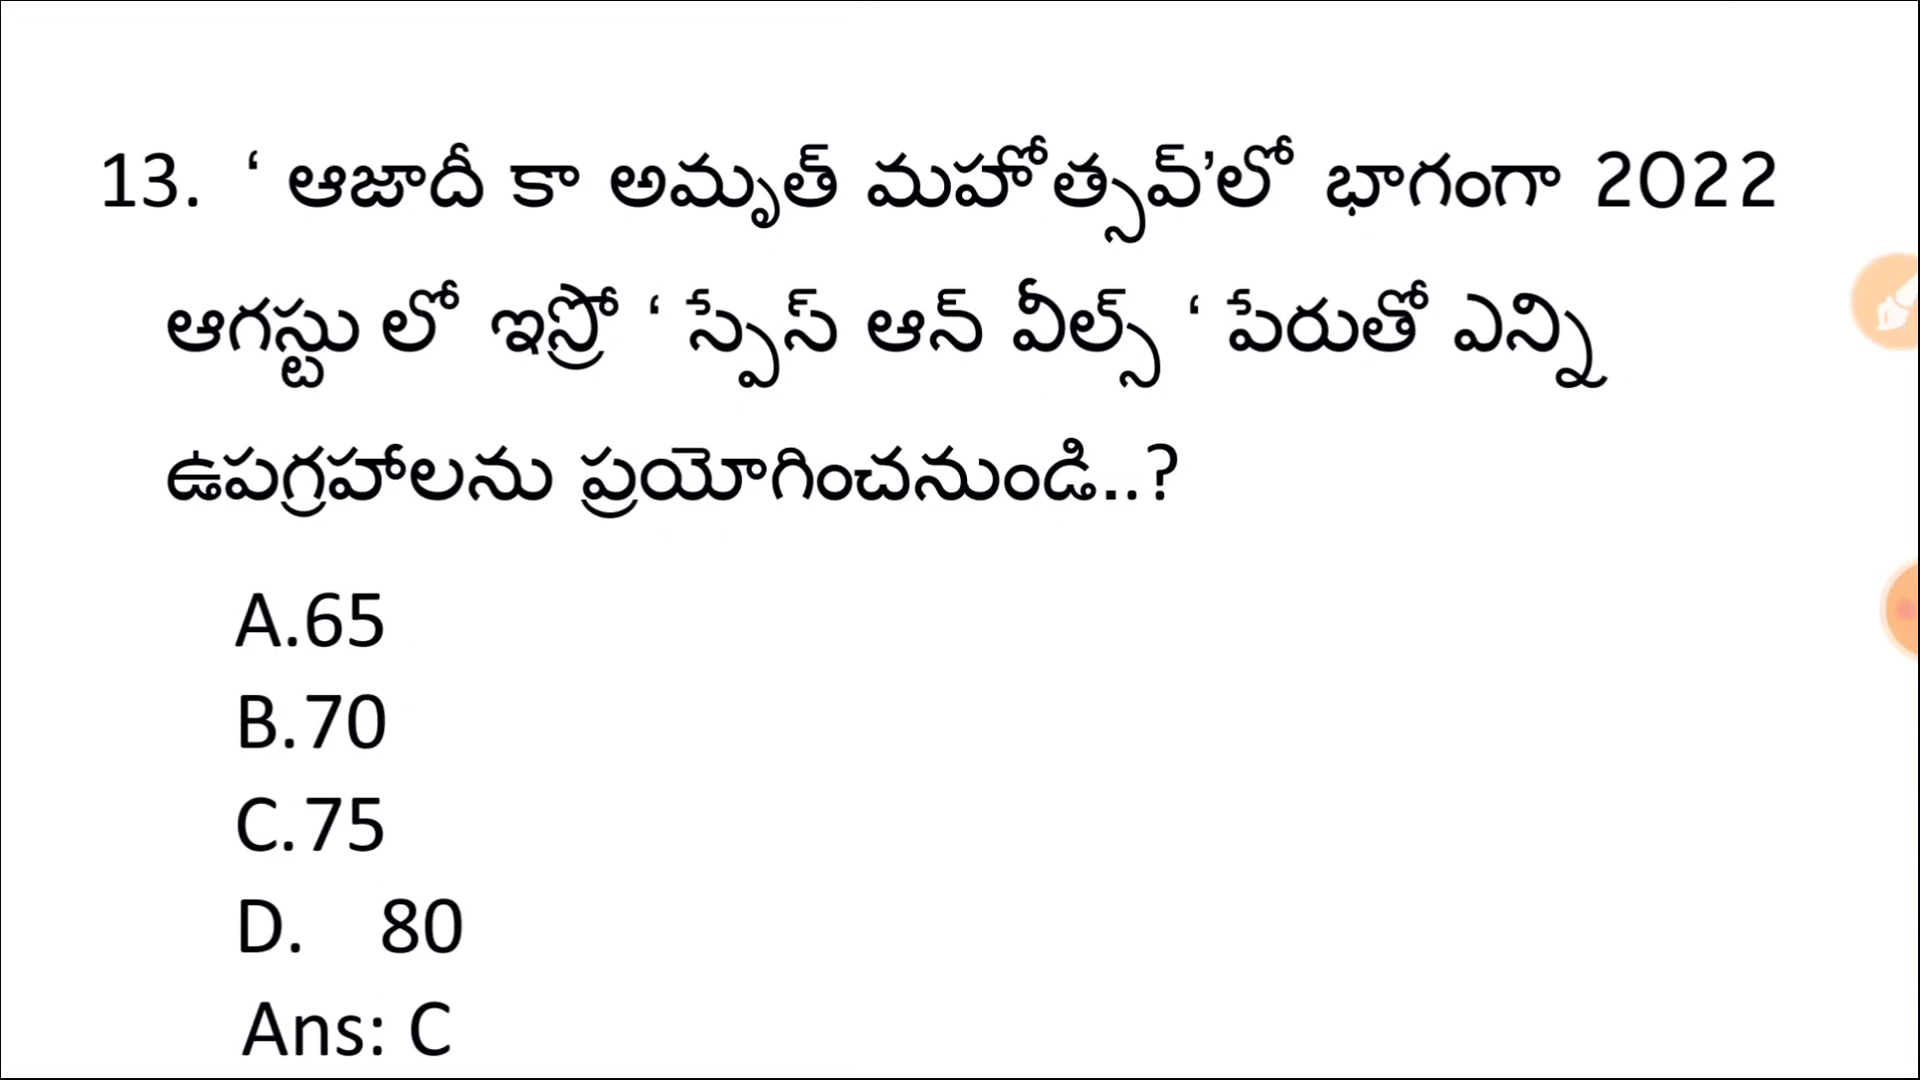 13. ‘ ఆజాదీ కా అమృత్ మహోత్సవ్’లో భాగంగా 2022
ఆగస్టు లో ఇస్రో ‘ స్పేస్ ఆన్ వీల్స్ ‘ పేరుతో ఎన్ని
ఉపగ్రహాలను ప్రయోగించనుండి..?
A.65
B.70
C.75
D. 80
Ans: C